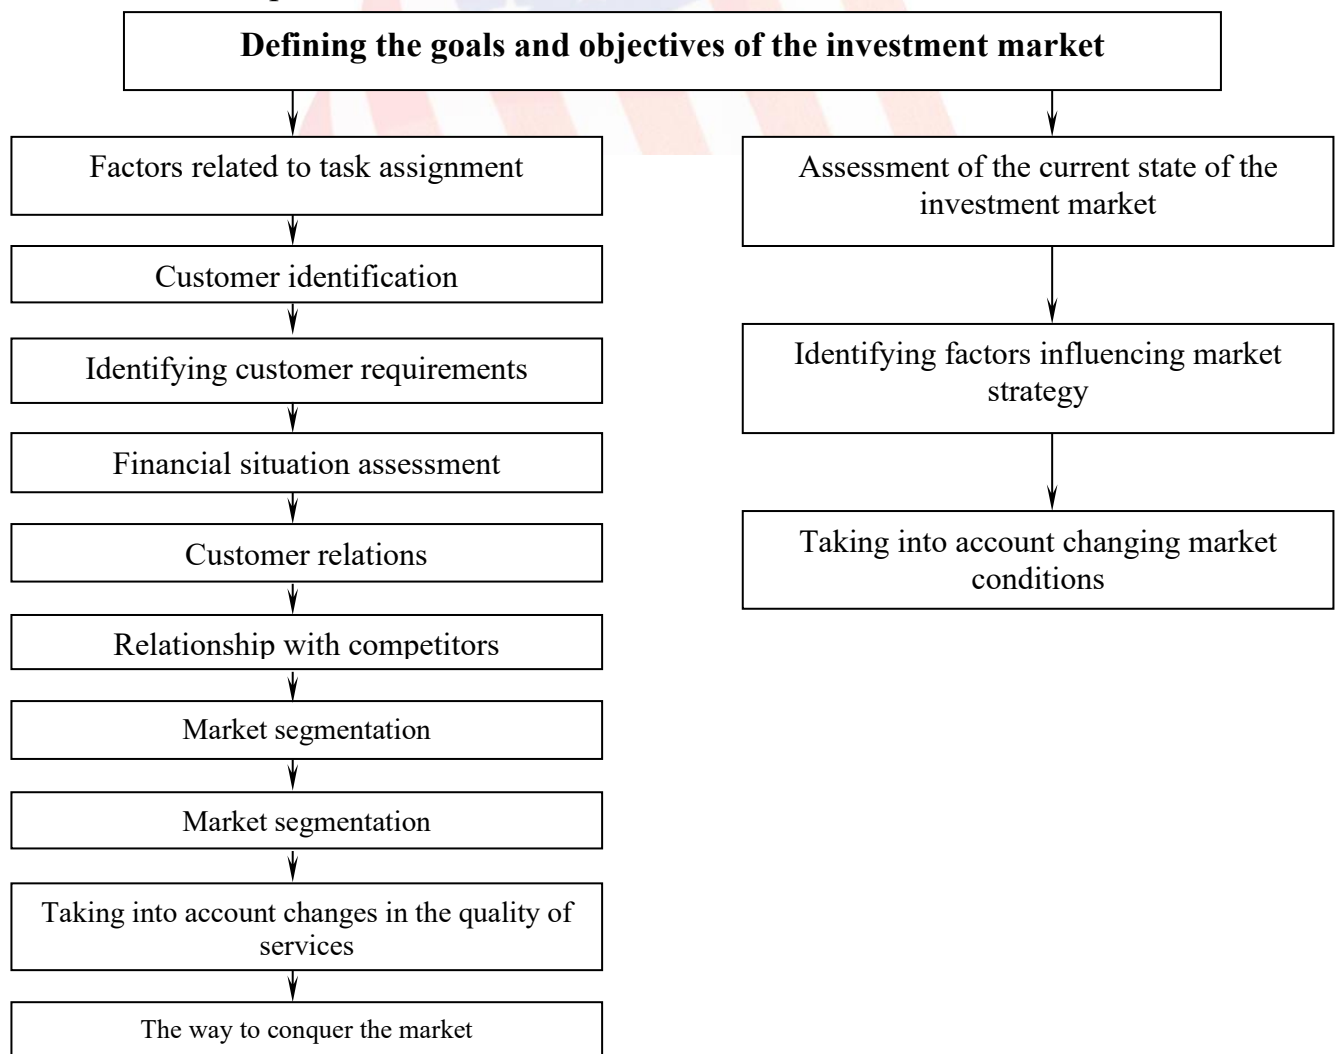 Defining the goals and objectives of the investment market
Factors related to task assignment
Customer identification
Identifying customer requirements
Financial situation assessment
Customer relations
Relationship with competitors
Market segmentation
Market segmentation
Taking into account changes in the quality of
services
The way to conquer the market
Assessment of the current state of the
investment market
Identifying factors influencing market
strategy
Taking into account changing market
conditions